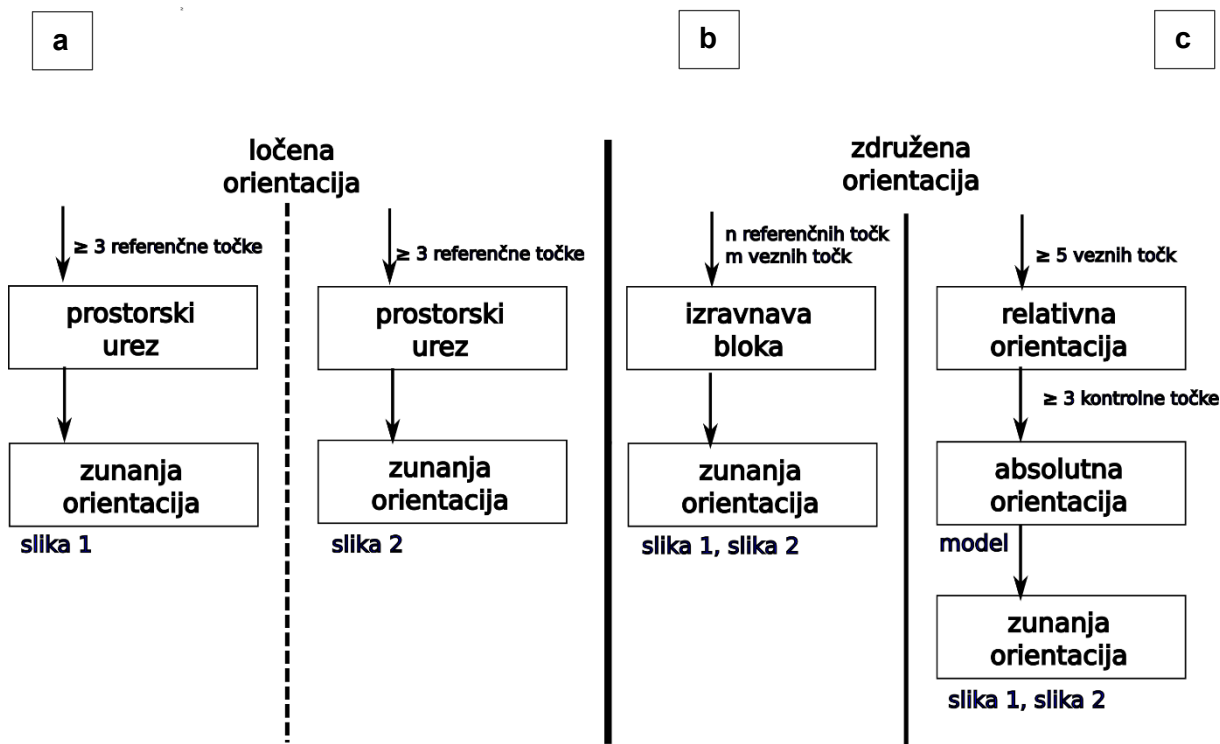 a
b
c
ločena
orientacija
≥ 3 referenčne točke
prostorski
urez
zunanja
orientacija
slika 1
≥ 3 referenčne točke
prostorski
urez
zunanja
orientacija
slika 2
združena
orientacija
n referenčnih točk
m veznih točk
izravnava
bloka
zunanja
orientacija
slika 1, slika 2
≥ 5 veznih točk
relativna
orientacija
≥ 3 kontrolne točke
absolutna
orientacija
model
zunanja
orientacija
slika 1, slika 2